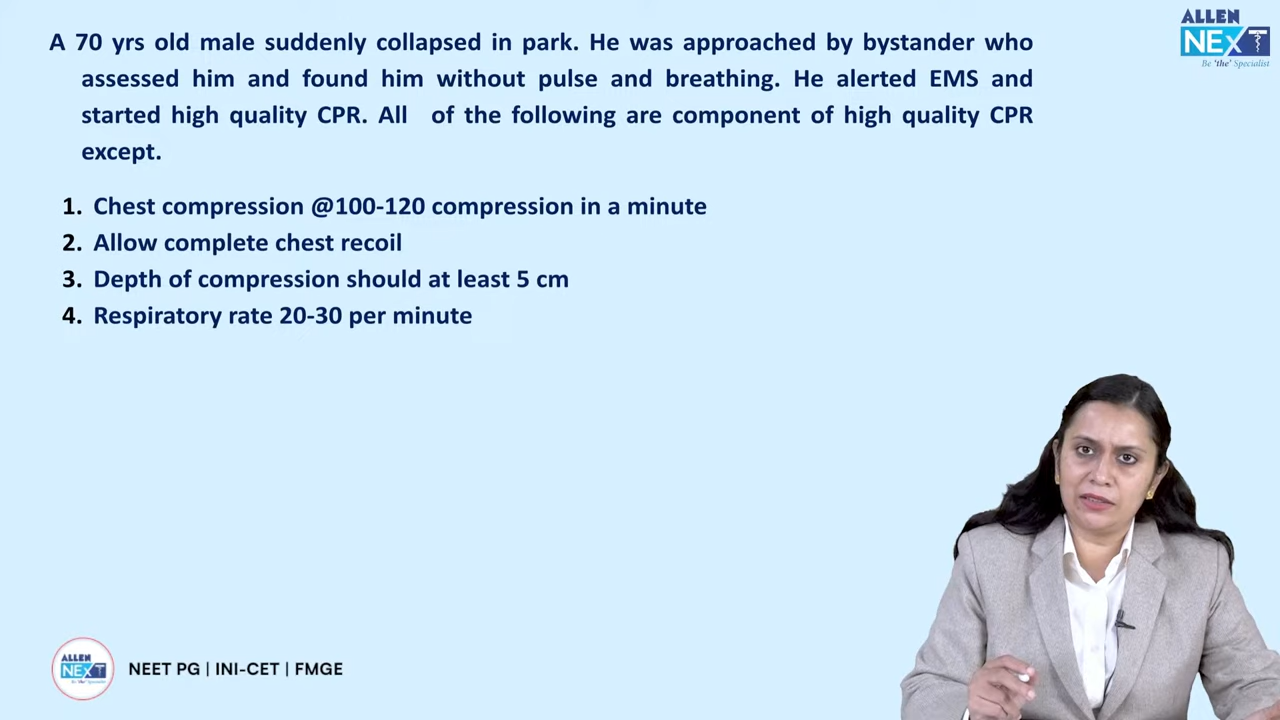 ALLEN
NEXT
Be 'the' Specialist
A 70 yrs old male suddenly collapsed in park. He was approached by bystander who
assessed him and found him without pulse and breathing. He alerted EMS and
started high quality CPR. All of the following are component of high quality CPR
except.
1. Chest compression @100-120 compression in a minute
2. Allow complete chest recoil
3. Depth of compression should at least 5 cm
4. Respiratory rate 20-30 per minute
ALLEN
NEXT
Be 'the' Specialist
NEET PG | INI-CET | FMGE